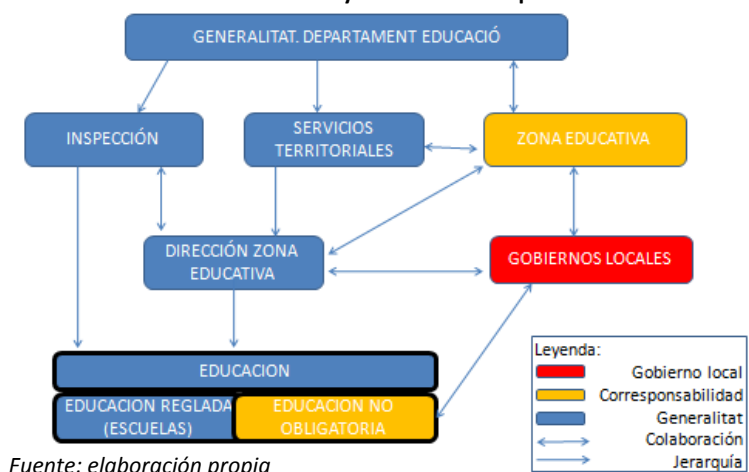 GENERALITAT. DEPARTAMENT EDUCACIÓ
INSPECCIÓN
SERVICIOS
TERRITORIALES
ZONA EDUCATIVA
DIRECCIÓN ZONA
EDUCATIVA
GOBIERNOS LOCALES
EDUCACION
EDUCACION REGLADA
(ESCUELAS)
EDUCACION NO
OBLIGATORIA
Leyenda:
Gobierno local
Corresponsabilidad
Generalitat
Colaboración
Jerarquía
Fuente: elaboración propia